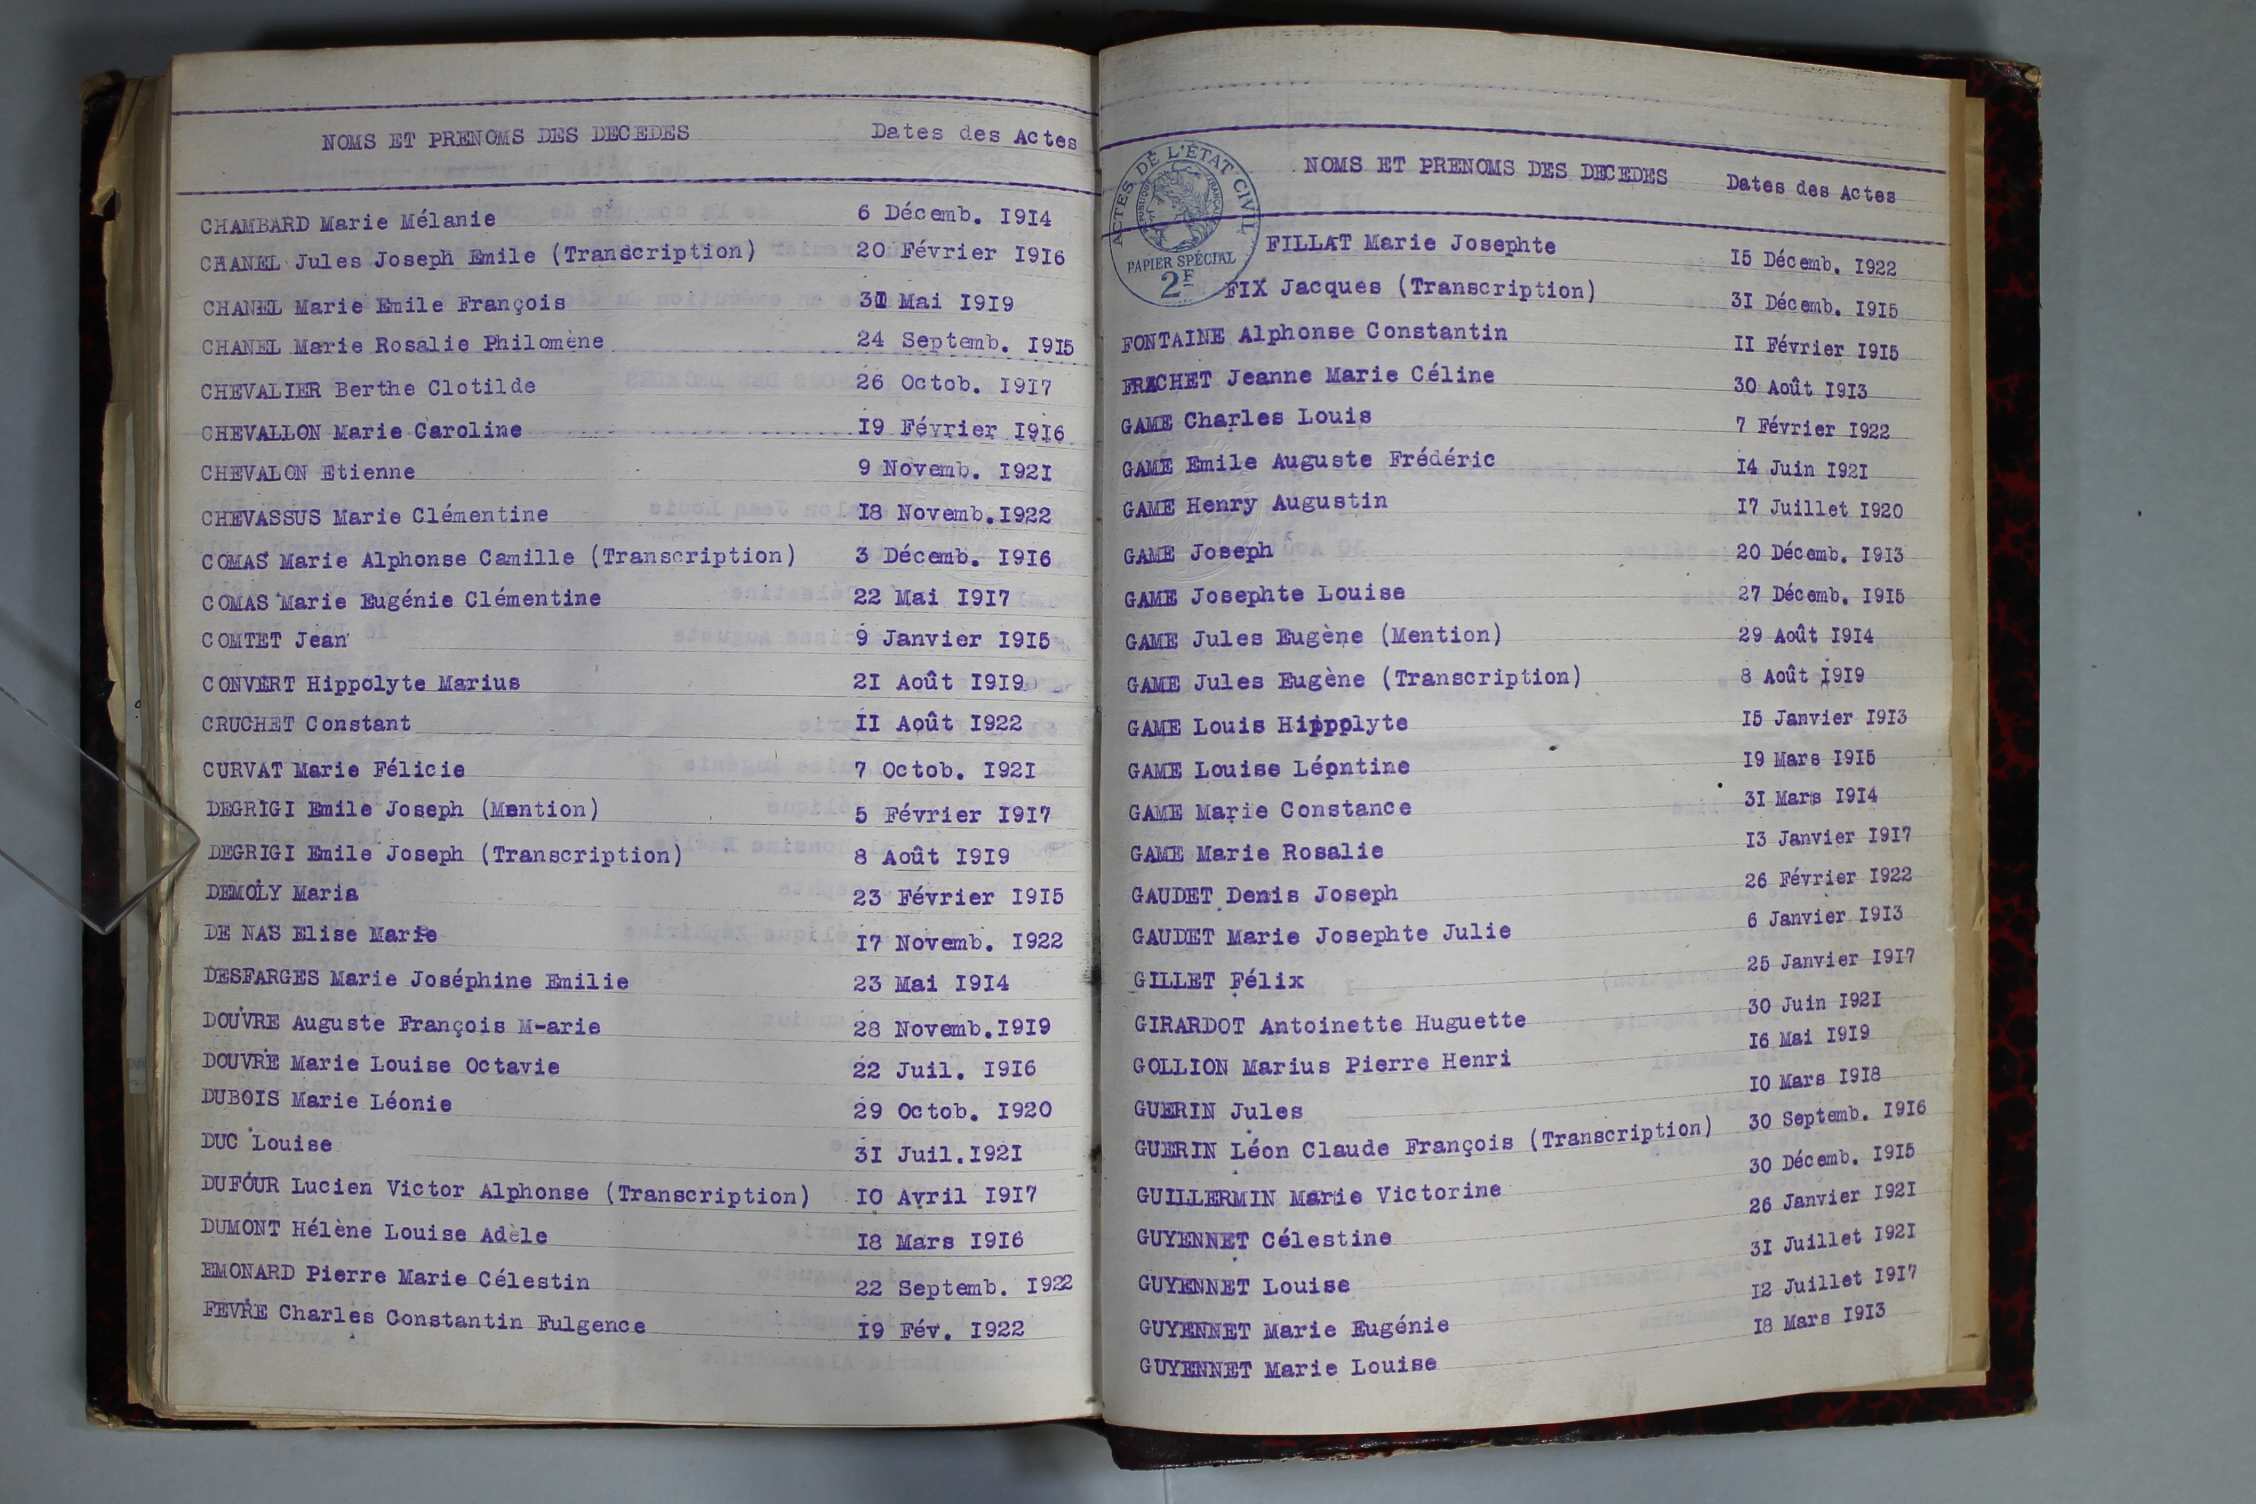 NOMS ET PRENOMS DES DECEDES Dates des Actes
CHAMBARD Marie Mélanie 6 Décemb. 1914
CHANEL Jules Joseph Emile (Transcription) 20 Février 1916
CHANEL Marie Emile François 31 Mai 1919
CHANEL Marie Rosalie Philomène 24 Septemb. 1915
CHEVALIER Berthe Clotilde 26 Octob. 1917
CHEVALLON Marie Caroline 19 Février 1916
CHEVALON Etienne 9 Novemb. 1921
CHEVASSUS Marie Clémentine 18 Novemb.1922
COMAS Marie Alphonse Camille (Transcription) 3 Décemb. 1916
COMAS Marie Eugénie Clémentine 22 Mai 1917
COMTET Jean 9 Janvier 1915
CONVERT Hippolyte Marius 21 Août 1919
CRUCHET Constant 11 Août 1922
CURVAT Marie Félicie 7 Octob. 1921
DEGRIGI Emile Joseph (Mention) 5 Février 1917
DEGRIGI Emile Joseph (Transcription) 8 Août 1919
DEMOLY Maria 23 Février 1915
DE NAS Elise Marie 17 Novemb. 1922
DESFARGES Marie Joséphine Emilie 23 Mai 1914
DOUVRE Auguste François M-arie 28 Novemb.1919
DOUVRE Marie Louise Octavie 22 Juil. 1916
DUBOIS Marie Léonie 29 Octob. 1920
DUC Louise 31 Juil.1921
DUFOUR Lucien Victor Alphonse (Transcription) 10 Avril 1917
DUMONT Hélène Louise Adèle 18 Mars 1916
EMONARD Pierre Marie Célestin 22 Septemb. 1922
FEVRE Charles Constantin Fulgence 19 Fév. 1922
ACTES DE L'ÉTAT CIVIL
RÉPUBLIQUE FRANÇAISE
PAPIER SPÉCIAL
2F
NOMS ET PRENOMS DES DECEDES Dates des Actes
FILLAT Marie Josephte 15 Décemb. 1922
FIX Jacques (Transcription) 31 Décemb. 1915
FONTAINE Alphonse Constantin 11 Février 1915
FRACHET Jeanne Marie Céline 30 Août 1913
GAME Charles Louis 7 Février 1922
GAME Emile Auguste Frédéric 14 Juin 1921
GAME Henry Augustin 17 Juillet 1920
GAME Joseph 20 Décemb. 1913
GAME Josephte Louise 27 Décemb. 1915
GAME Jules Eugène (Mention) 29 Août 1914
GAME Jules Eugène (Transcription) 8 Août 1919
GAME Louis Hippolyte 15 Janvier 1913
GAME Louise Léontine 19 Mars 1915
GAME Marie Constance 31 Mars 1914
GAME Marie Rosalie 13 Janvier 1917
GAUDET Denis Joseph 26 Février 1922
GAUDET Marie Josephte Julie 6 Janvier 1913
GILLET Félix 25 Janvier 1917
GIRARDOT Antoinette Huguette 30 Juin 1921
GOLLION Marius Pierre Henri 16 Mai 1919
GUERIN Jules 10 Mars 1918
GUERIN Léon Claude François (Transcription) 30 Septemb. 1916
GUILLERMIN Marie Victorine 30 Décemb. 1915
GUYENNET Célestine 26 Janvier 1921
GUYENNET Louise 31 Juillet 1921
GUYENNET Marie Eugénie 12 Juillet 1917
GUYENNET Marie Louise 18 Mars 1913